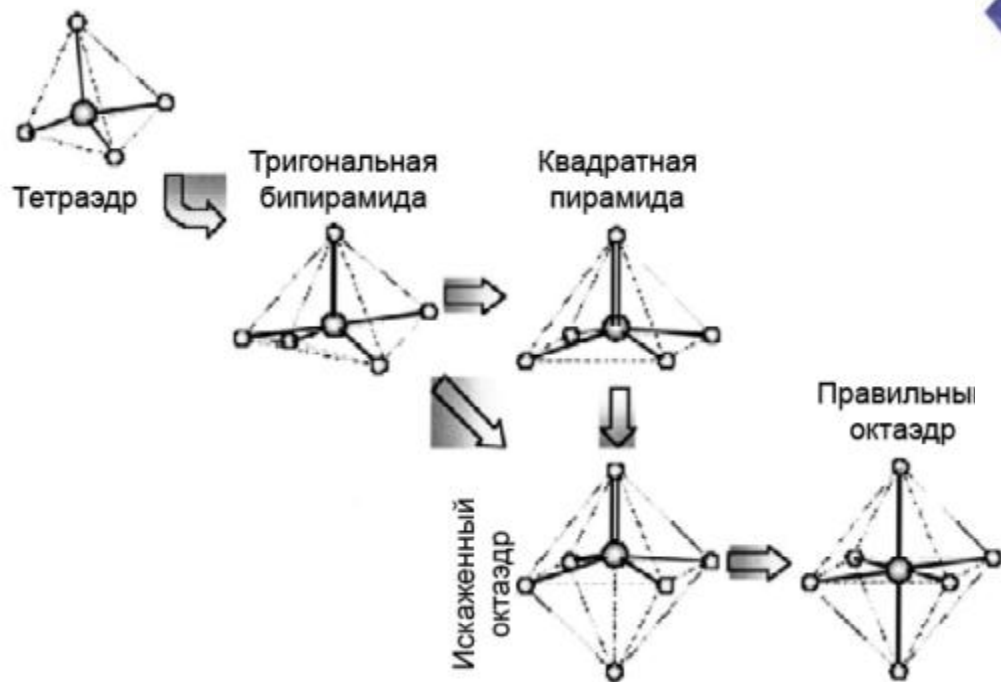 Тетраэдр
Тригональная
бипирамида
Квадратная
пирамида
Искаженный
октаэдр
Правильны
октаэдр